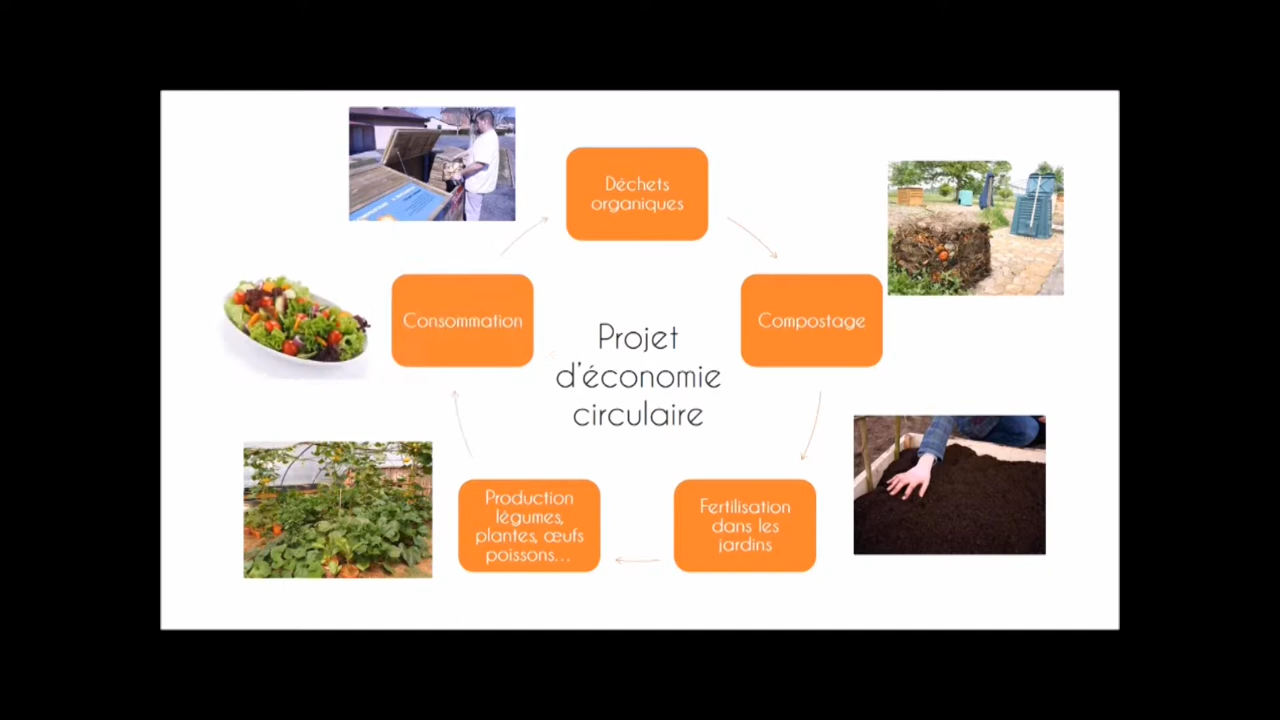 Déchets
organiques
Compostage
Fertilisation
dans les
jardins
Production
légumes,
plantes, œufs
poissons...
Consommation
Projet
d'économie
circulaire